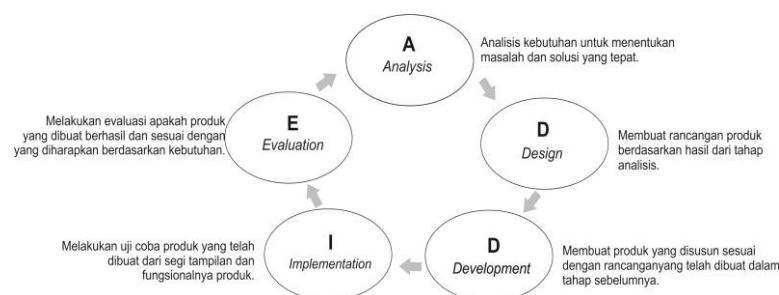 A
Analysis
Analisis kebutuhan untuk menentukan
masalah dan solusi yang tepat.
D
Design
Membuat rancangan produk
berdasarkan hasil dari tahap
analisis.
D
Development
Membuat produk yang disusun sesuai
dengan rancanganyang telah dibuat dalam
tahap sebelumnya.
I
Implementation
Melakukan uji coba produk yang telah
dibuat dari segi tampilan dan
fungsionalnya produk.
E
Evaluation
Melakukan evaluasi apakah produk
yang dibuat berhasil dan sesuai dengan
yang diharapkan berdasarkan kebutuhan.